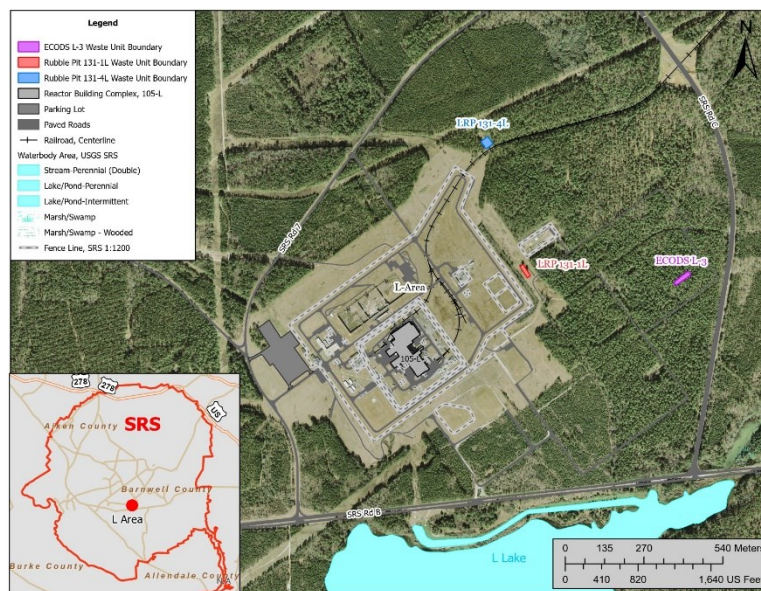 Legend
ECODS L-3 Waste Unit Boundary
Rubble Pit 131-1L Waste Unit Boundary
Rubble Pit 131-4L Waste Unit Boundary
Reactor Building Complex, 105-L
Parking Lot
Paved Roads
Railroad, Centerline
Waterbody Area, USGS SRS
Stream-Perennial (Double)
Lake/Pond-Perennial
Lake/Pond-Intermittent
Marsh/Swamp
Marsh/Swamp - Wooded
Fence Line, SRS 1:1200
N
SRS Rd C
LRP 131-4L
SRS Rd 7
LRP 131-1L
ECODS L-3
L-Area
105-L
278
278
US
SRS
Aiken County
Barnwell County
L Area
Burke County
Allendale County
SRS Rd B
L Lake
0 135 270 540 Meters
0 410 820 1,640 US Feet